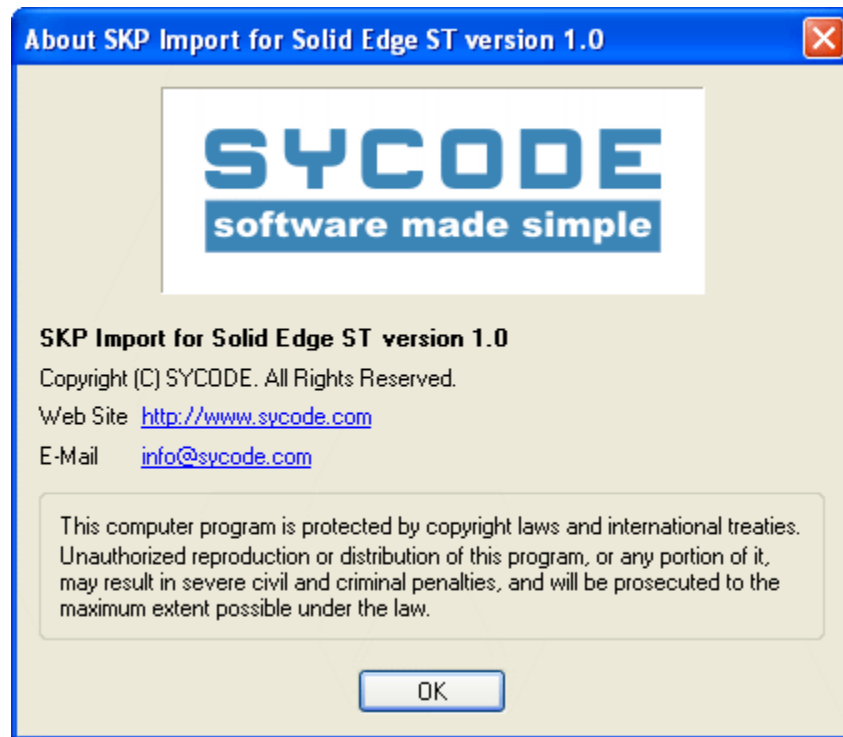 About SKP Import for Solid Edge ST version 1.0
SYCODE
software made simple
SKP Import for Solid Edge ST version 1.0
Copyright (C) SYCODE. All Rights Reserved.
Web Site http://www.sycode.com
E-Mail info@sycode.com
This computer program is protected by copyright laws and international treaties.
Unauthorized reproduction or distribution of this program, or any portion of it,
may result in severe civil and criminal penalties, and will be prosecuted to the
maximum extent possible under the law.
OK